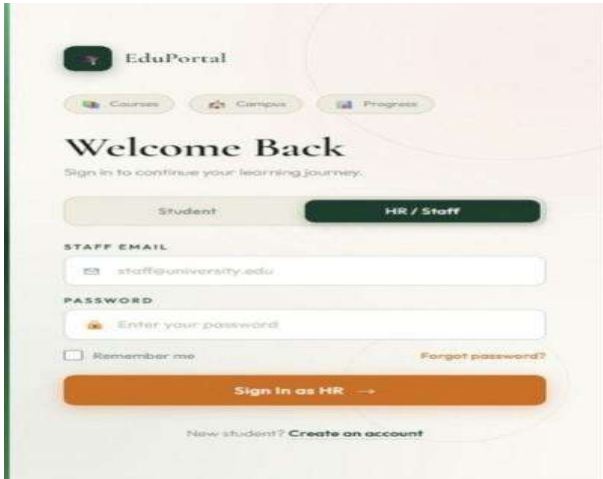 EduPortal
Courses Campus Progress
Welcome Back
Sign in to continue your learning journey.
Student HR / Staff
STAFF EMAIL
staff@university.edu
PASSWORD
Enter your password
Remember me Forgot password?
Sign In as HR →
New student? Create an account